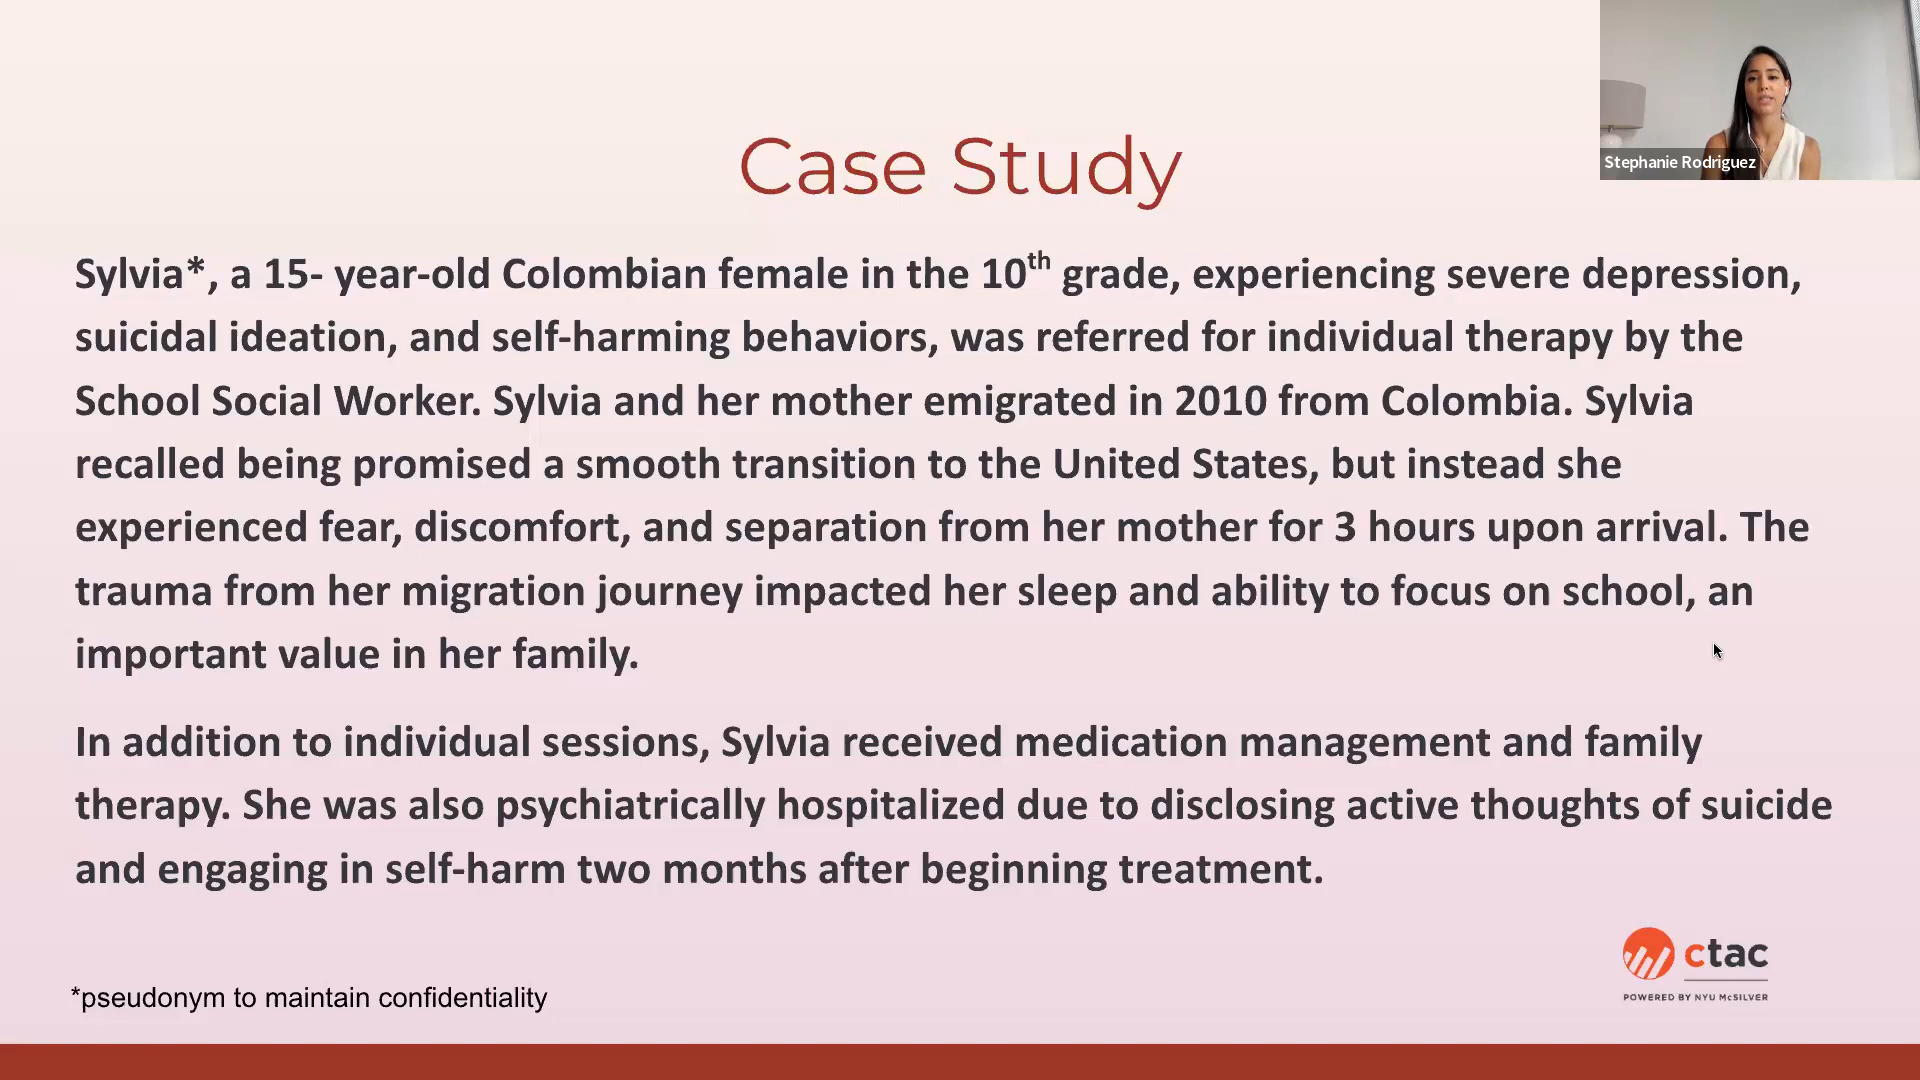 Stephanie Rodriguez
Case Study
Sylvia*, a 15- year-old Colombian female in the 10th grade, experiencing severe depression,
suicidal ideation, and self-harming behaviors, was referred for individual therapy by the
School Social Worker. Sylvia and her mother emigrated in 2010 from Colombia. Sylvia
recalled being promised a smooth transition to the United States, but instead she
experienced fear, discomfort, and separation from her mother for 3 hours upon arrival. The
trauma from her migration journey impacted her sleep and ability to focus on school, an
important value in her family.
In addition to individual sessions, Sylvia received medication management and family
therapy. She was also psychiatrically hospitalized due to disclosing active thoughts of suicide
and engaging in self-harm two months after beginning treatment.
ctac
POWERED BY NYU McSILVER
*pseudonym to maintain confidentiality